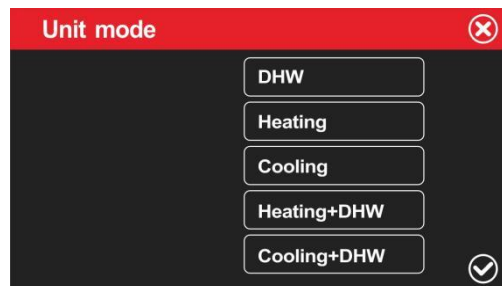 Unit mode
DHW
Heating
Cooling
Heating+DHW
Cooling+DHW